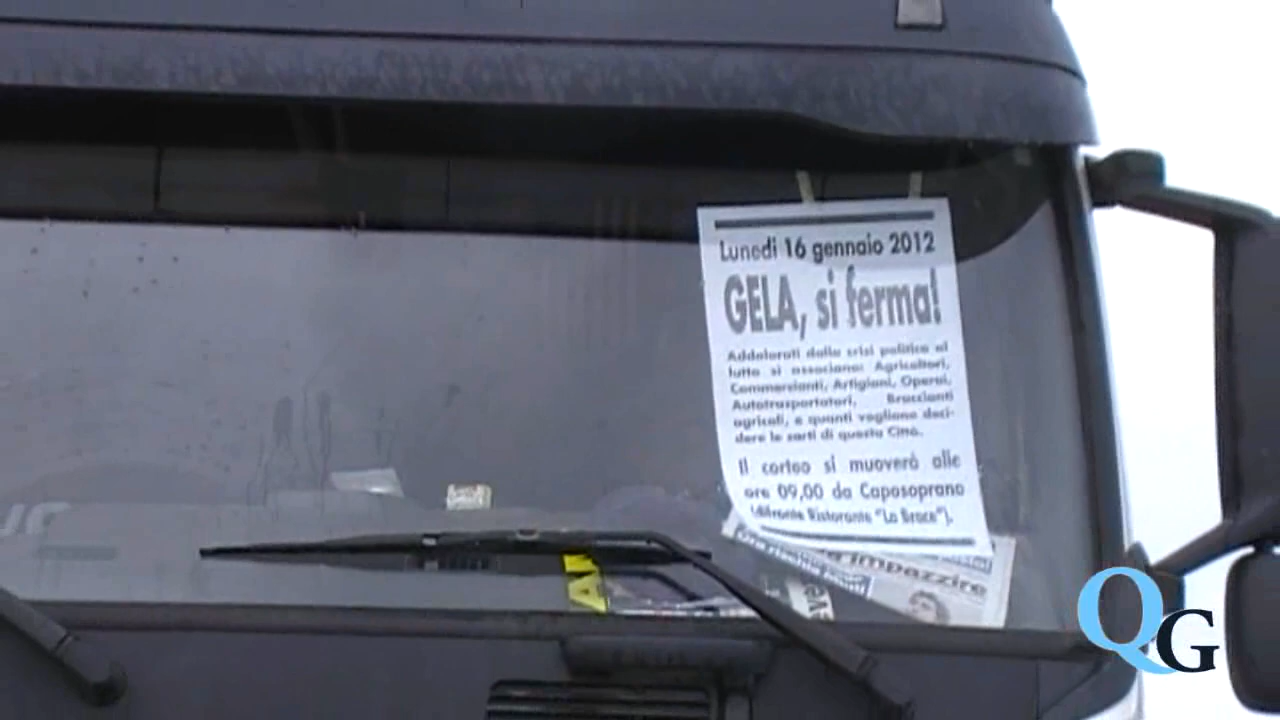 Lunedì 16 gennaio 2012
GELA, si ferma!
Addolorati dalla crisi politica al
lutto si associano: Agricoltori,
Commercianti, Artigiani, Operai,
Autotrasportatori, Braccianti
agricoli, e quanti vogliono deci-
dere le sorti di questa Città.
Il corteo si muoverà alle
ore 09,00 da Caposoprano
(difronte Ristorante "La Brace").
impazzire
QG